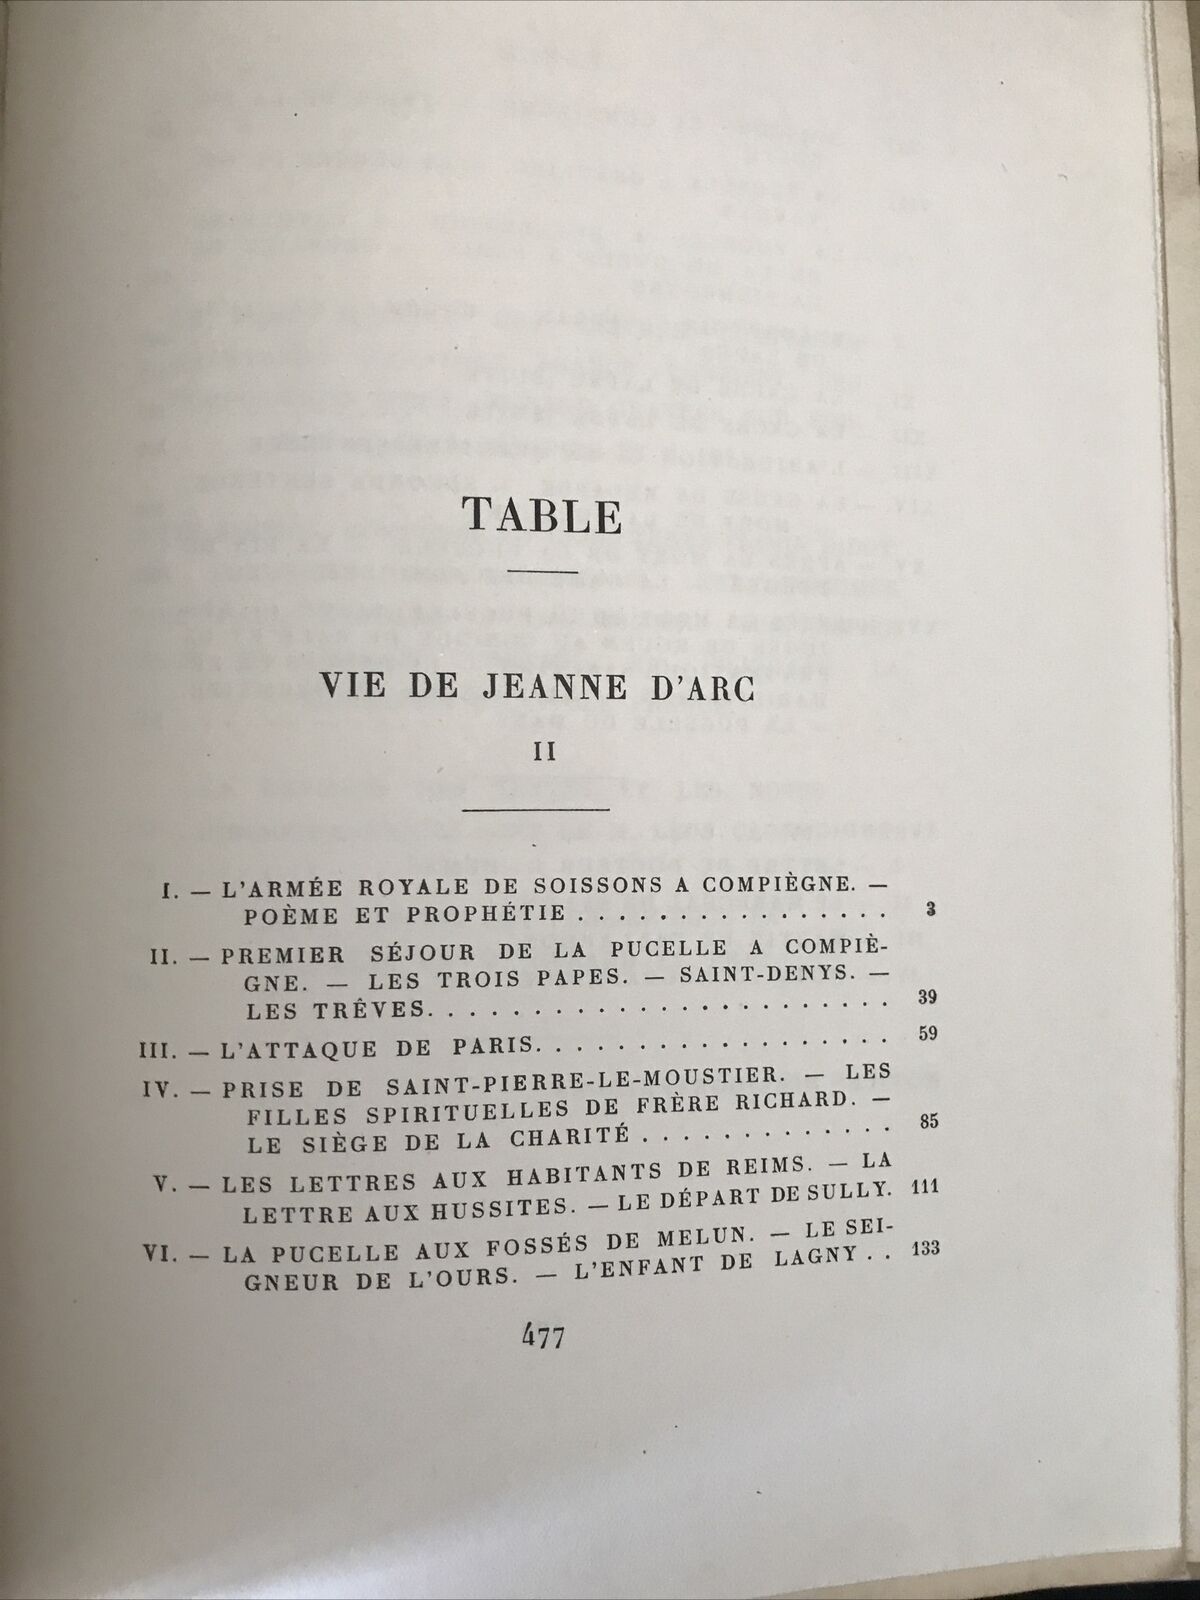 TABLE
VIE DE JEANNE D'ARC
II
I. — L'ARMÉE ROYALE DE SOISSONS A COMPIÈGNE. —
POÈME ET PROPHÉTIE . . . . . . . . . . . . . . . . 3
II. — PREMIER SÉJOUR DE LA PUCELLE A COMPIÈ-
GNE. — LES TROIS PAPES. — SAINT-DENYS. —
LES TRÊVES. . . . . . . . . . . . . . . . . . . . . . . 39
III. — L'ATTAQUE DE PARIS. . . . . . . . . . . . . . . . . . 59
IV. — PRISE DE SAINT-PIERRE-LE-MOUSTIER. — LES
FILLES SPIRITUELLES DE FRÈRE RICHARD. —
LE SIÈGE DE LA CHARITÉ . . . . . . . . . . . . . 85
V. — LES LETTRES AUX HABITANTS DE REIMS. — LA
LETTRE AUX HUSSITES. — LE DÉPART DE SULLY. 111
VI. — LA PUCELLE AUX FOSSÉS DE MELUN. — LE SEI-
GNEUR DE L'OURS. — L'ENFANT DE LAGNY . . 133
477